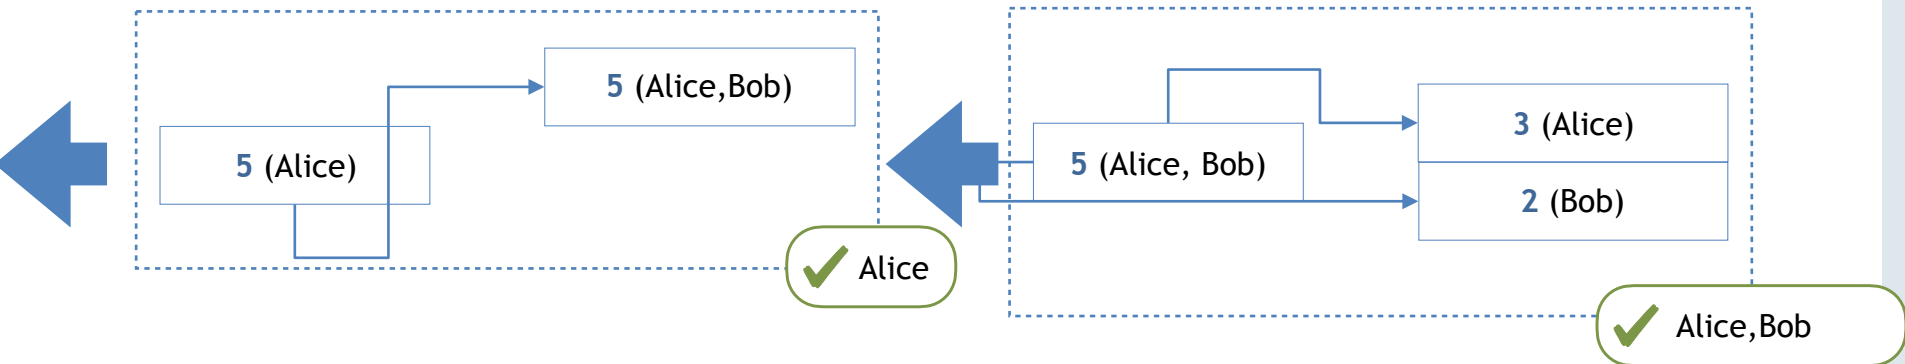 5 (Alice,Bob)
5 (Alice)
Alice
5 (Alice, Bob)
3 (Alice)
2 (Bob)
Alice,Bob